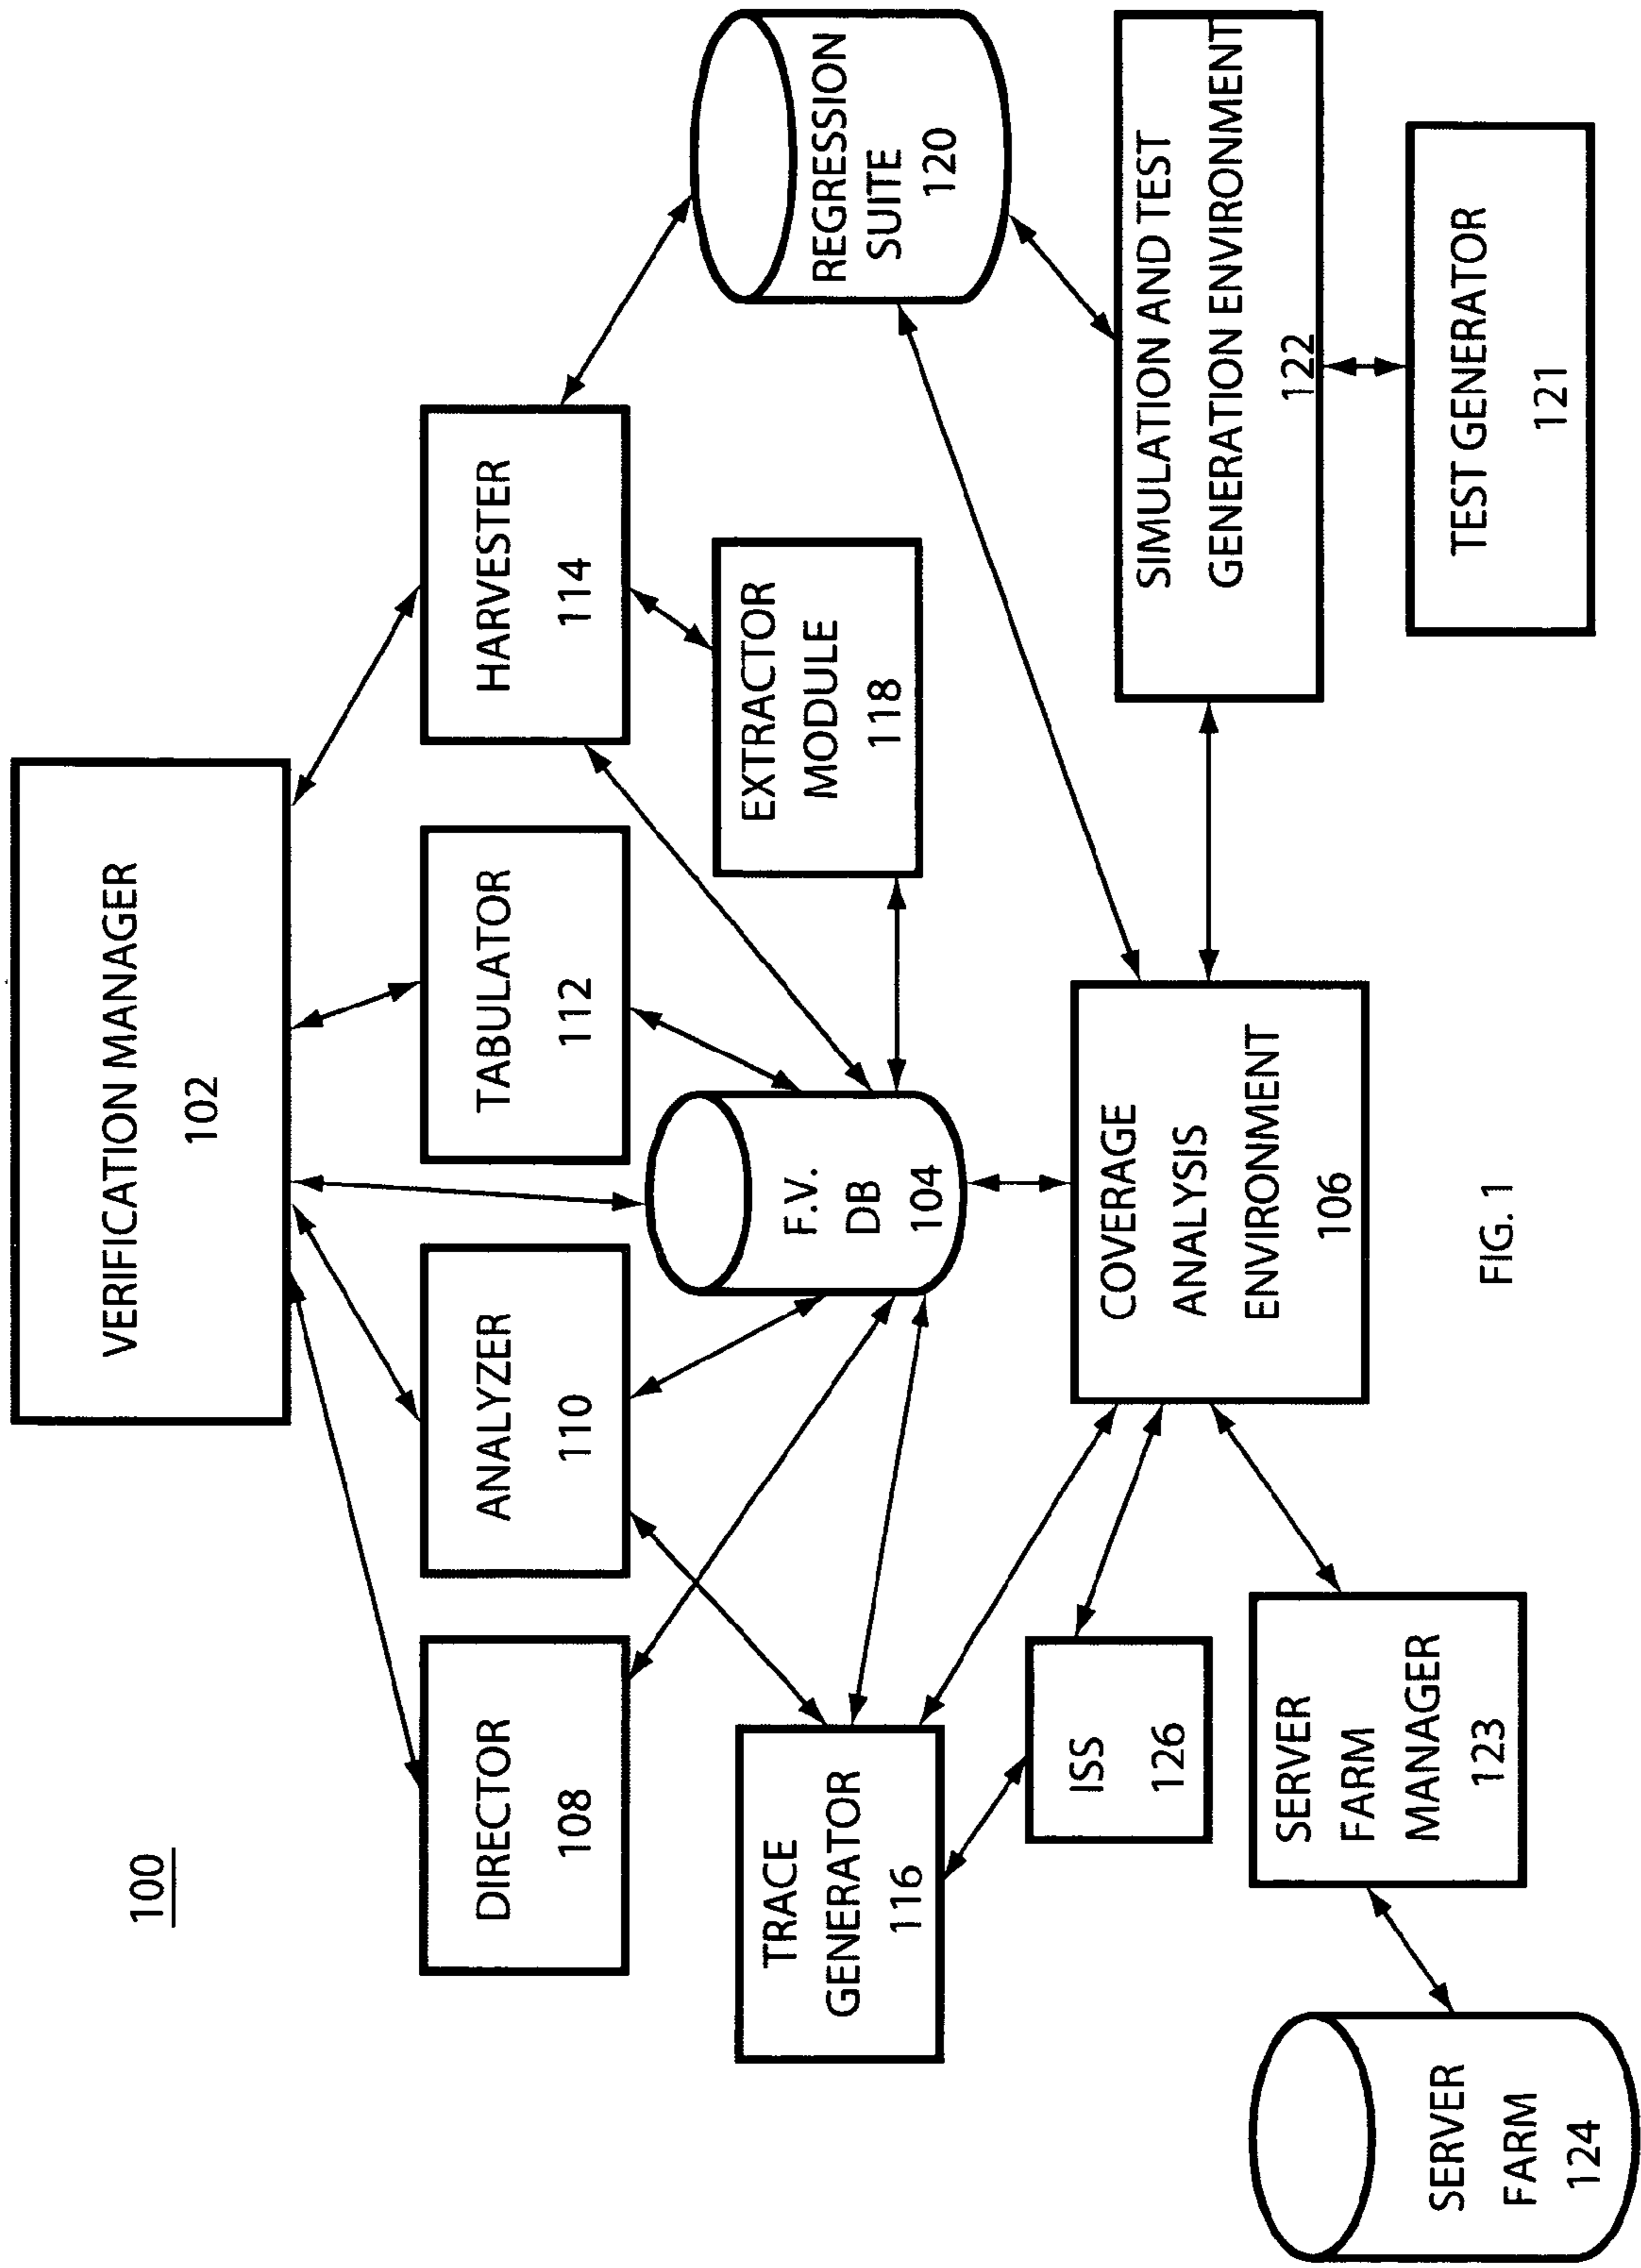 100
VERIFICATION MANAGER
102
DIRECTOR
108
ANALYZER
110
TABULATOR
112
HARVESTER
114
TRACE
GENERATOR
116
F.V.
DB
104
EXTRACTOR
MODULE
118
REGRESSION
SUITE
120
ISS
126
COVERAGE
ANALYSIS
ENVIRONMENT
106
SIMULATION AND TEST
GENERATION ENVIRONMENT
122
SERVER
FARM
MANAGER
123
TEST GENERATOR
121
SERVER
FARM
124
FIG. 1